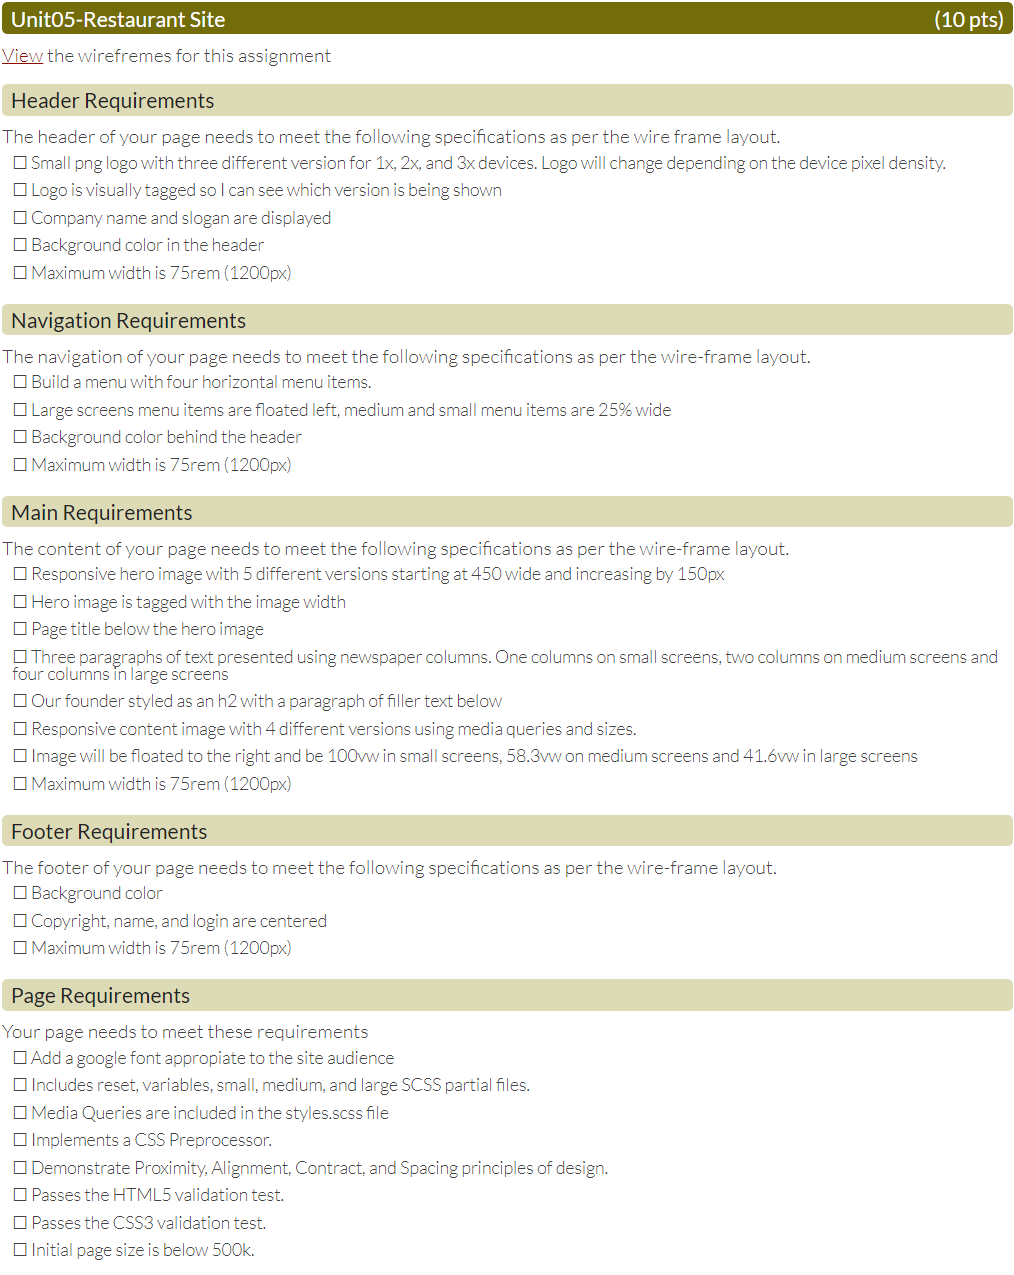 Unit05-Restaurant Site (10 pts)
View the wirefremes for this assignment
Header Requirements
The header of your page needs to meet the following specifications as per the wire frame layout.
☐ Small png logo with three different version for 1x, 2x, and 3x devices. Logo will change depending on the device pixel density.
☐ Logo is visually tagged so I can see which version is being shown
☐ Company name and slogan are displayed
☐ Background color in the header
☐ Maximum width is 75rem (1200px)
Navigation Requirements
The navigation of your page needs to meet the following specifications as per the wire-frame layout.
☐ Build a menu with four horizontal menu items.
☐ Large screens menu items are floated left, medium and small menu items are 25% wide
☐ Background color behind the header
☐ Maximum width is 75rem (1200px)
Main Requirements
The content of your page needs to meet the following specifications as per the wire-frame layout.
☐ Responsive hero image with 5 different versions starting at 450 wide and increasing by 150px
☐ Hero image is tagged with the image width
☐ Page title below the hero image
☐ Three paragraphs of text presented using newspaper columns. One columns on small screens, two columns on medium screens and
four columns in large screens
☐ Our founder styled as an h2 with a paragraph of filler text below
☐ Responsive content image with 4 different versions using media queries and sizes.
☐ Image will be floated to the right and be 100vw in small screens, 58.3vw on medium screens and 41.6vw in large screens
☐ Maximum width is 75rem (1200px)
Footer Requirements
The footer of your page needs to meet the following specifications as per the wire-frame layout.
☐ Background color
☐ Copyright, name, and login are centered
☐ Maximum width is 75rem (1200px)
Page Requirements
Your page needs to meet these requirements
☐ Add a google font appropiate to the site audience
☐ Includes reset, variables, small, medium, and large SCSS partial files.
☐ Media Queries are included in the styles.scss file
☐ Implements a CSS Preprocessor.
☐ Demonstrate Proximity, Alignment, Contract, and Spacing principles of design.
☐ Passes the HTML5 validation test.
☐ Passes the CSS3 validation test.
☐ Initial page size is below 500k.